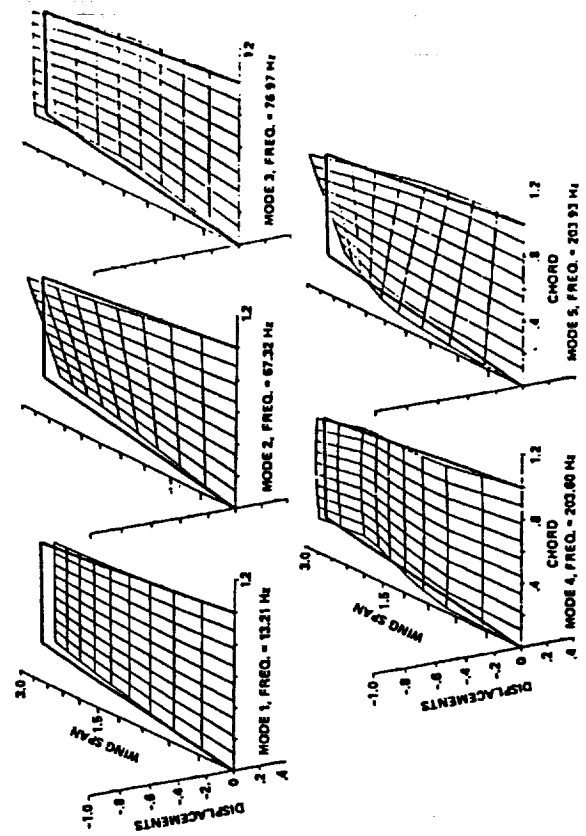 3.0
WING SPAN
1.5
-1.0
-.8
-.6
-.4
-.2
0
.2
.4
DISPLACEMENTS
1.2
MODE 1, FREQ. = 13.21 Hz
1.2
MODE 2, FREQ. = 67.32 Hz
1.2
MODE 3, FREQ. = 76.97 Hz
3.0
WING SPAN
1.5
-1.0
-.8
-.6
-.4
-.2
0
.2
.4
DISPLACEMENTS
.4
.8
1.2
CHORD
MODE 4, FREQ. = 203.60 Hz
.4
.8
1.2
CHORD
MODE 5, FREQ. = 203.93 Hz